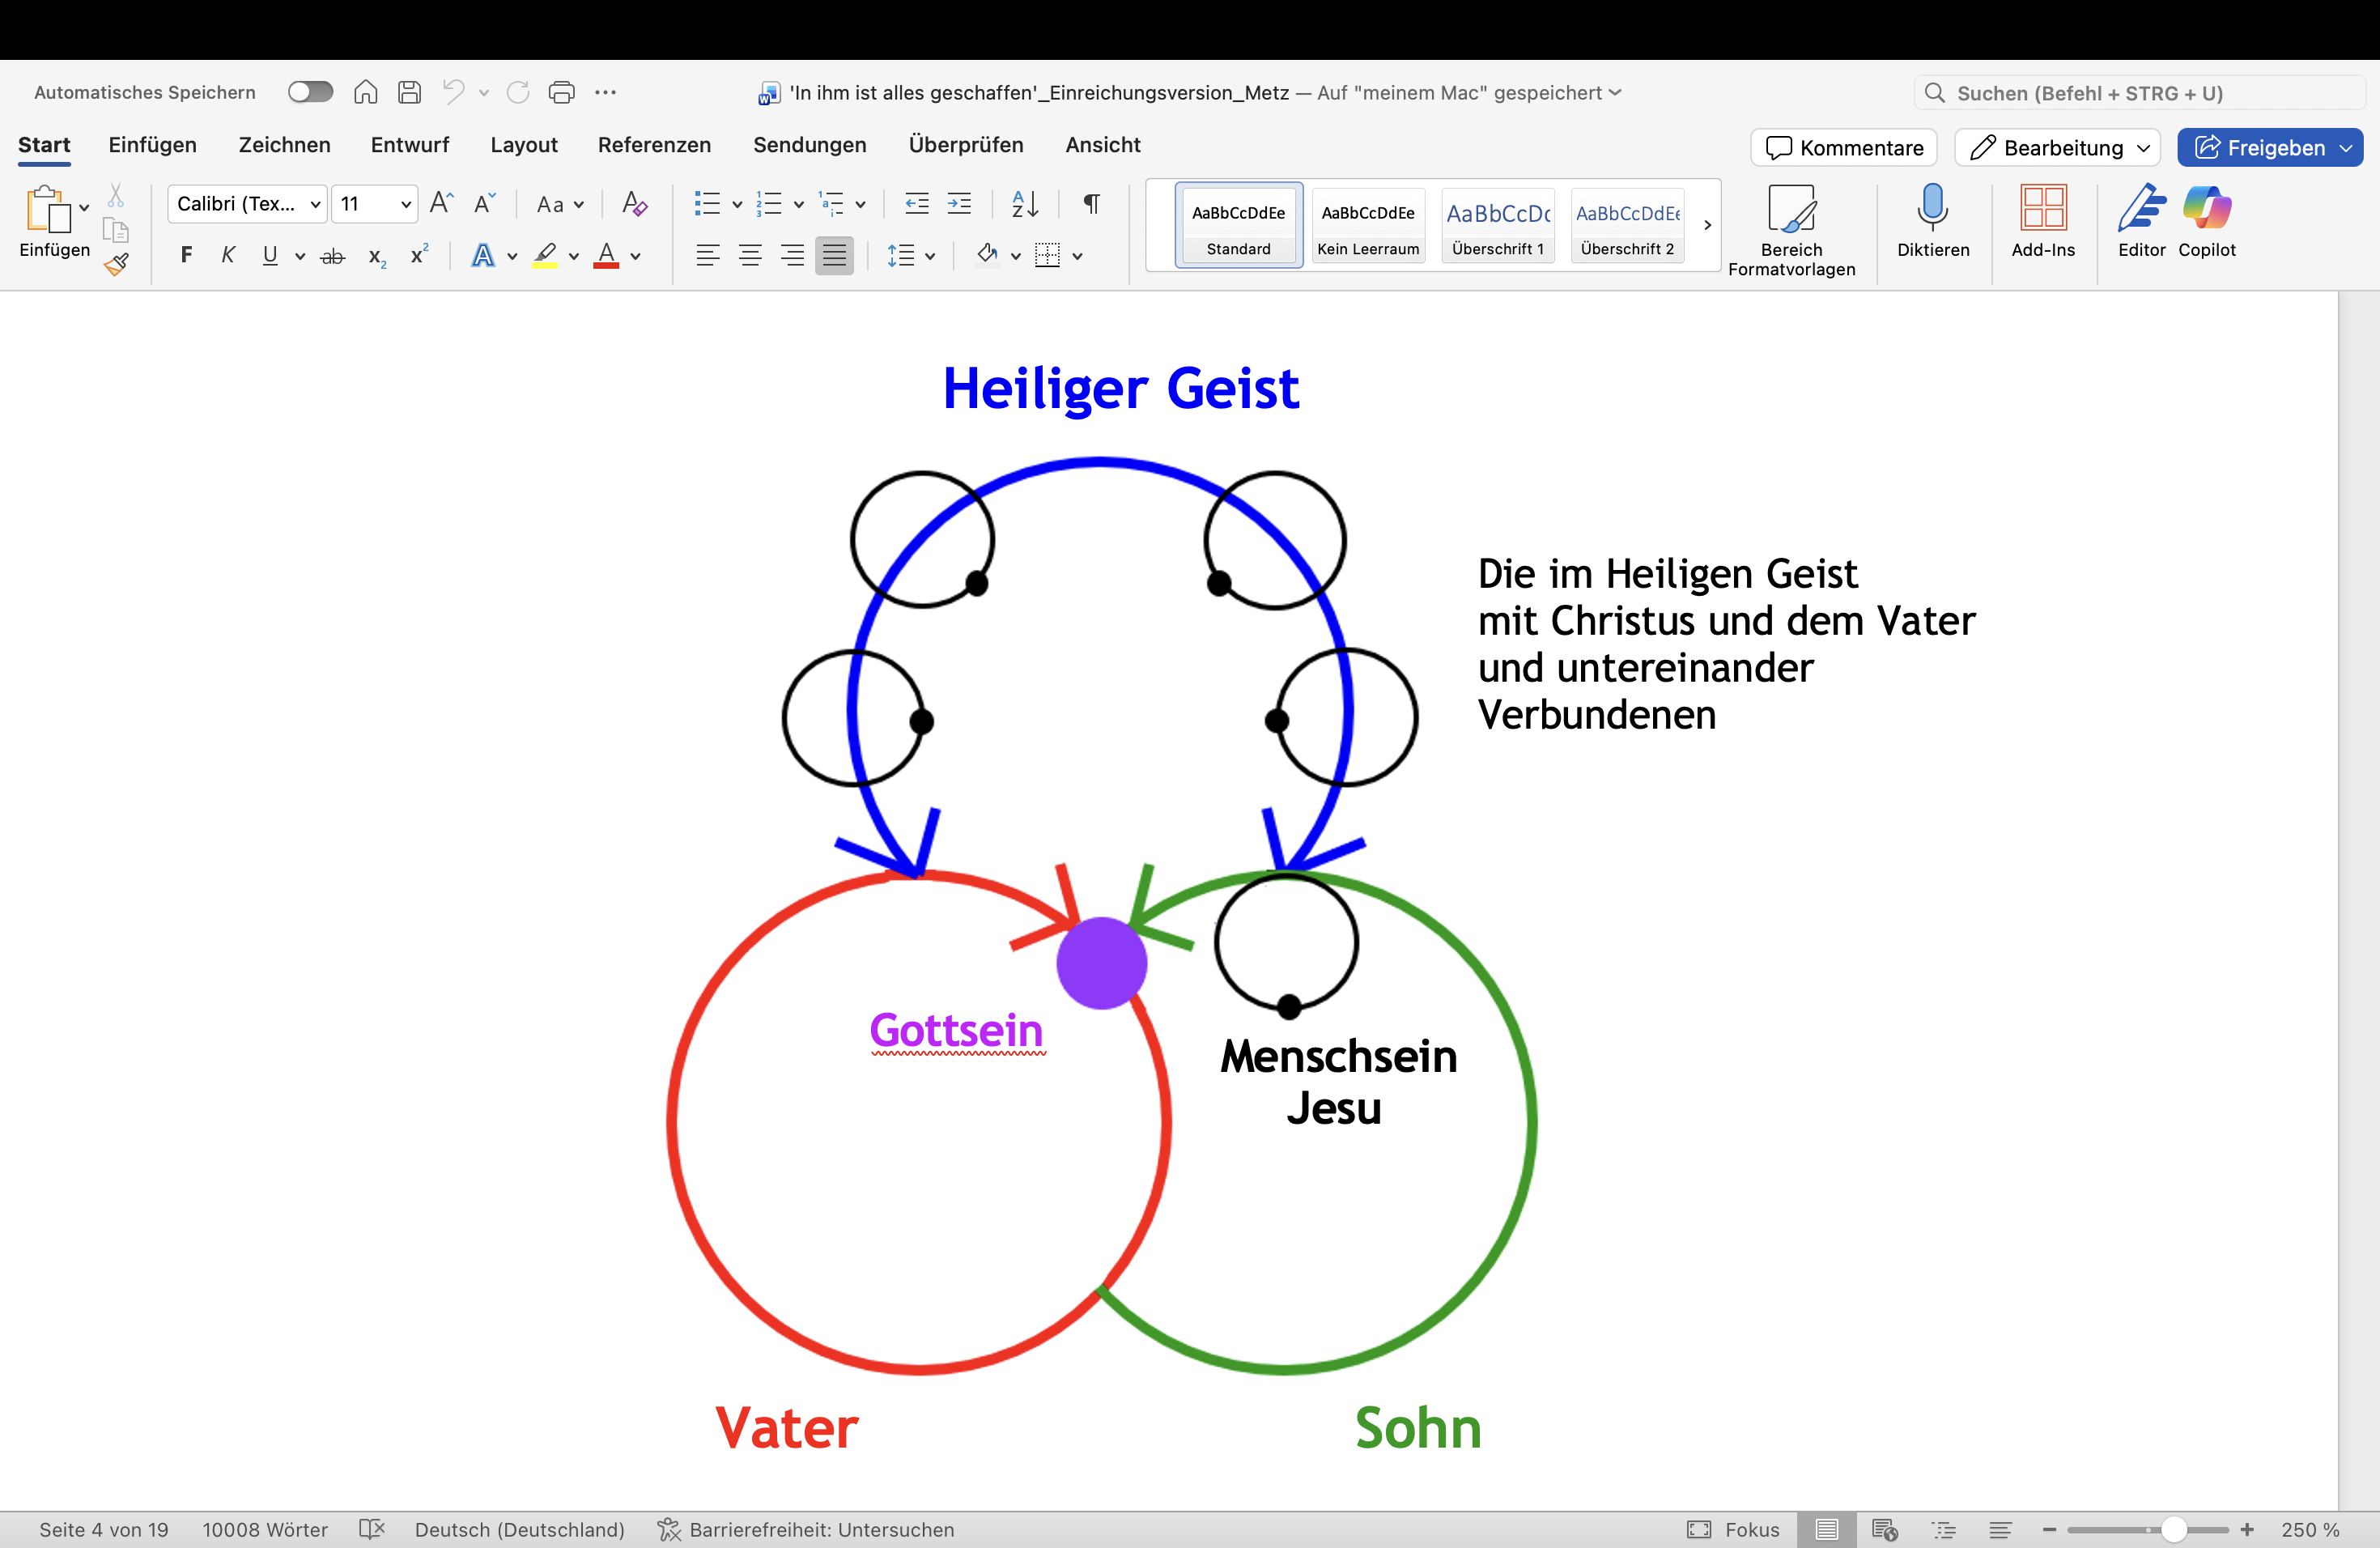 Automatisches Speichern
'In ihm ist alles geschaffen'_Einreichungsversion_Metz — Auf "meinem Mac" gespeichert
Suchen (Befehl + STRG + U)
Start Einfügen Zeichnen Entwurf Layout Referenzen Sendungen Überprüfen Ansicht
Kommentare Bearbeitung Freigeben
Einfügen
Calibri (Tex... 11
AaBbCcDdEe Standard
AaBbCcDdEe Kein Leerraum
AaBbCcDc Überschrift 1
AaBbCcDdEe Überschrift 2
Bereich
Formatvorlagen
Diktieren
Add-Ins
Editor
Copilot
Heiliger Geist
Die im Heiligen Geist
mit Christus und dem Vater
und untereinander
Verbundenen
Gottsein
Menschsein
Jesu
Vater
Sohn
Seite 4 von 19 10008 Wörter Deutsch (Deutschland) Barrierefreiheit: Untersuchen
Fokus 250 %